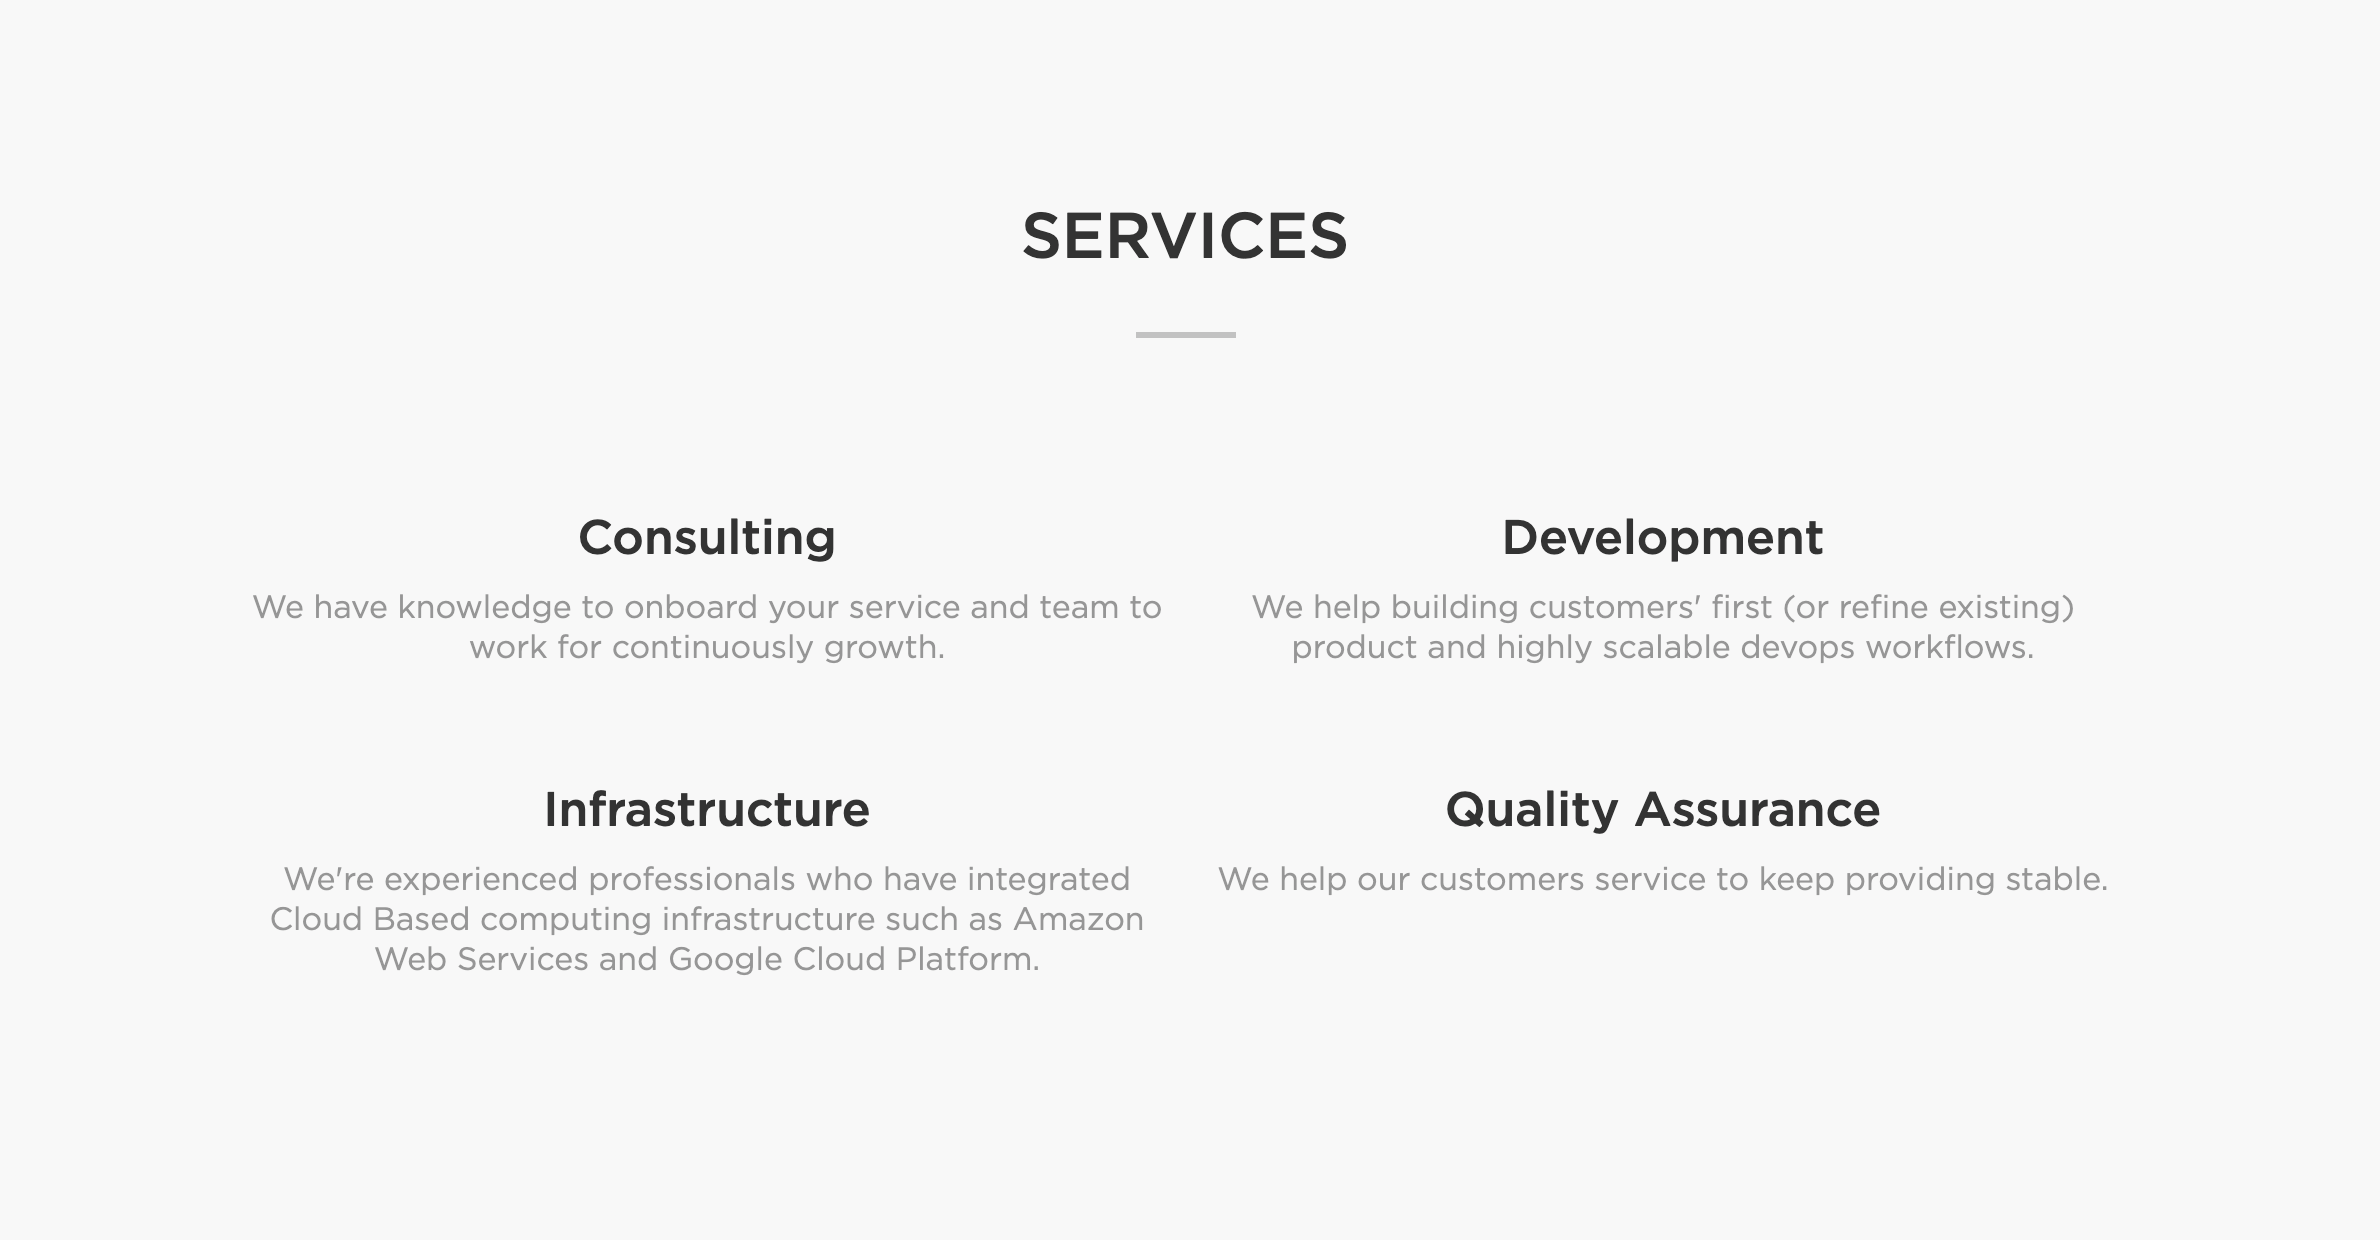 SERVICES
Consulting
We have knowledge to onboard your service and team to
work for continuously growth.
Development
We help building customers' first (or refine existing)
product and highly scalable devops workflows.
Infrastructure
We're experienced professionals who have integrated
Cloud Based computing infrastructure such as Amazon
Web Services and Google Cloud Platform.
Quality Assurance
We help our customers service to keep providing stable.